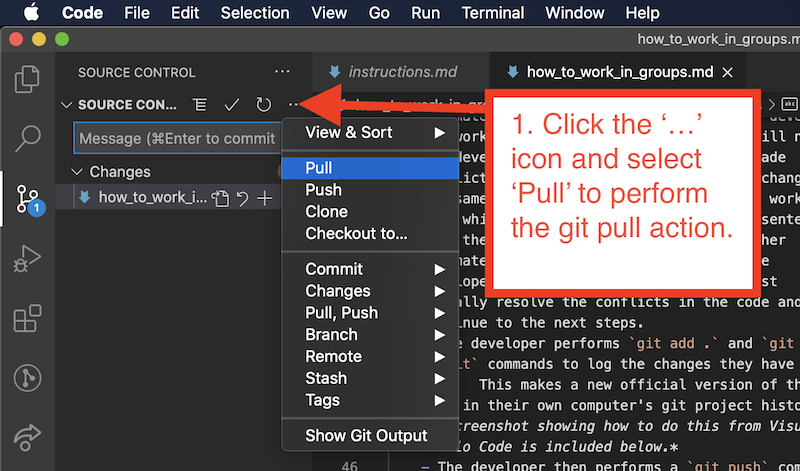 Code File Edit Selection View Go Run Terminal Window Help
how_to_work_in_groups.m
SOURCE CONTROL ...
instructions.md
how_to_work_in_groups.md
SOURCE CON... ...
Message (⌘Enter to commit
Changes
how_to_work_i...
1
View & Sort
Pull
Push
Clone
Checkout to...
Commit
Changes
Pull, Push
Branch
Remote
Stash
Tags
Show Git Output
1. Click the ‘…’
icon and select
‘Pull’ to perform
the git pull action.
ally resolve the conflicts in the code and
inue to the next steps.
e developer performs `git add .` and `git
it` commands to log the changes they have
This makes a new official version of th
in their own computer's git project histo
creenshot showing how to do this from Visu
io Code is included below.*
46 - The developer then performs a `git push` com